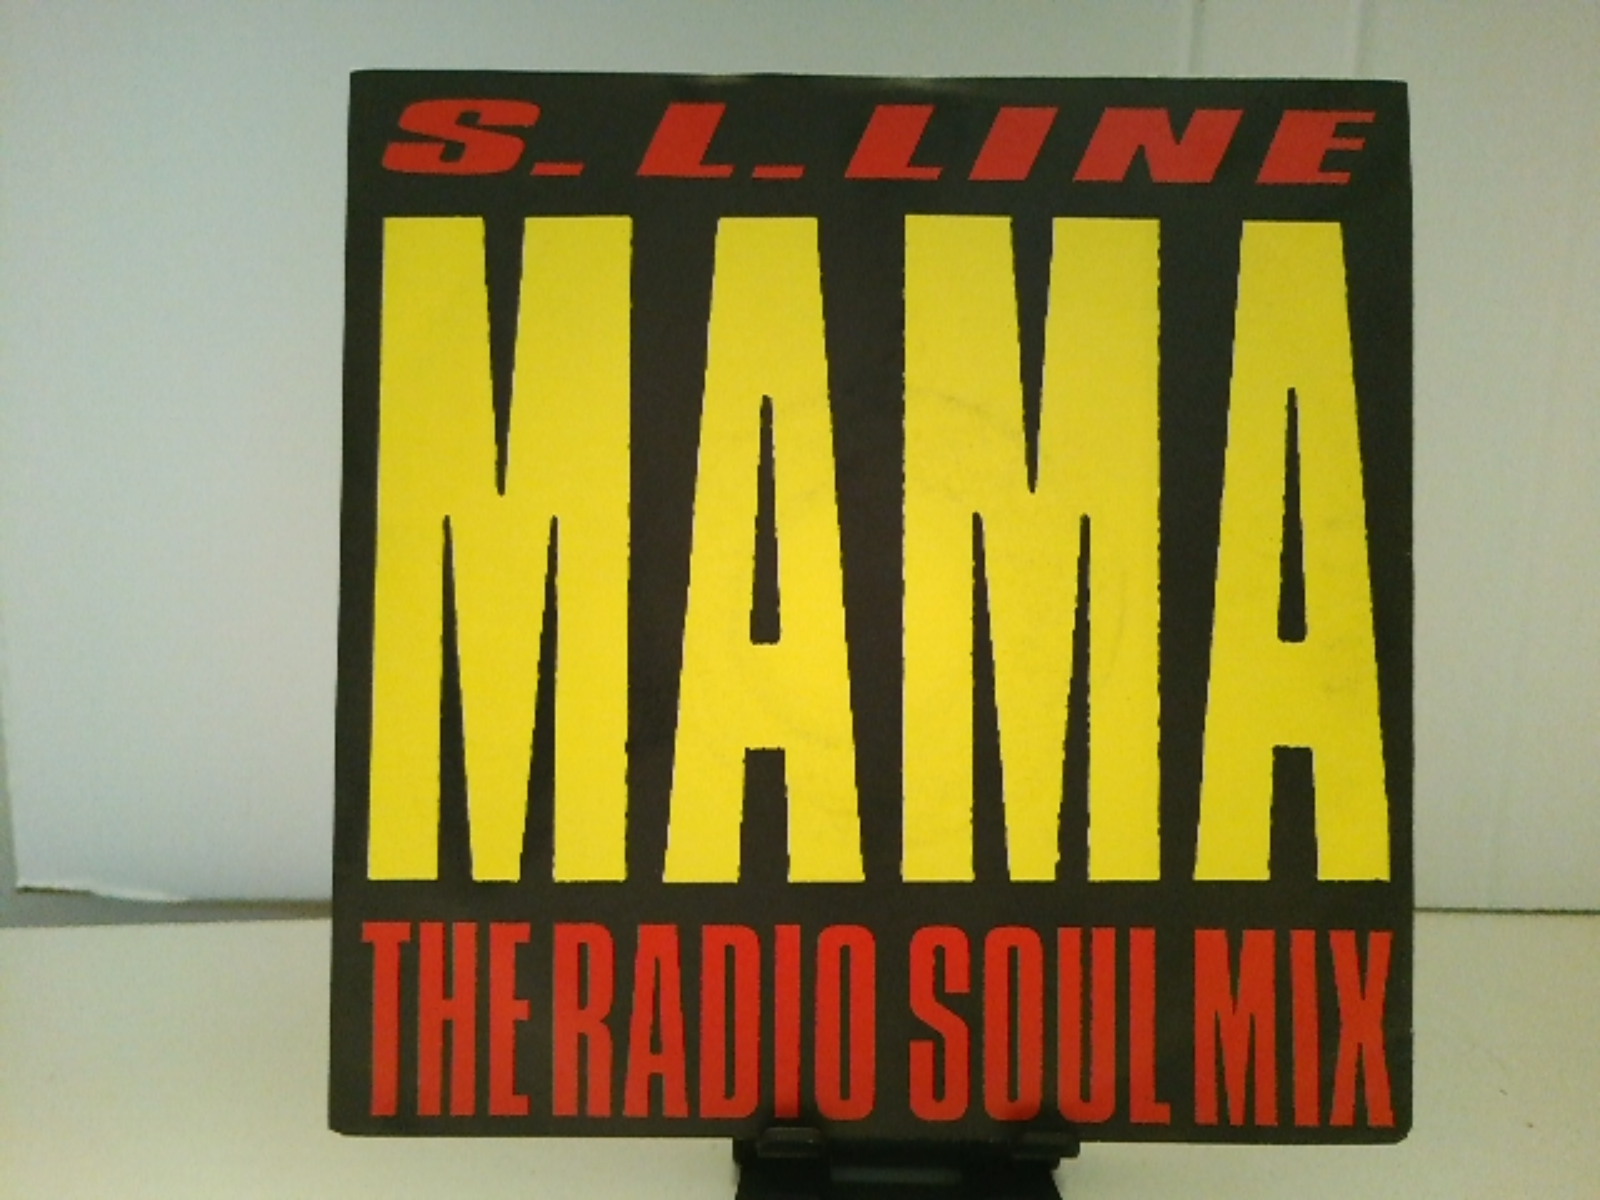 S. L. LINE
MAMA
THE RADIO SOUL MIX